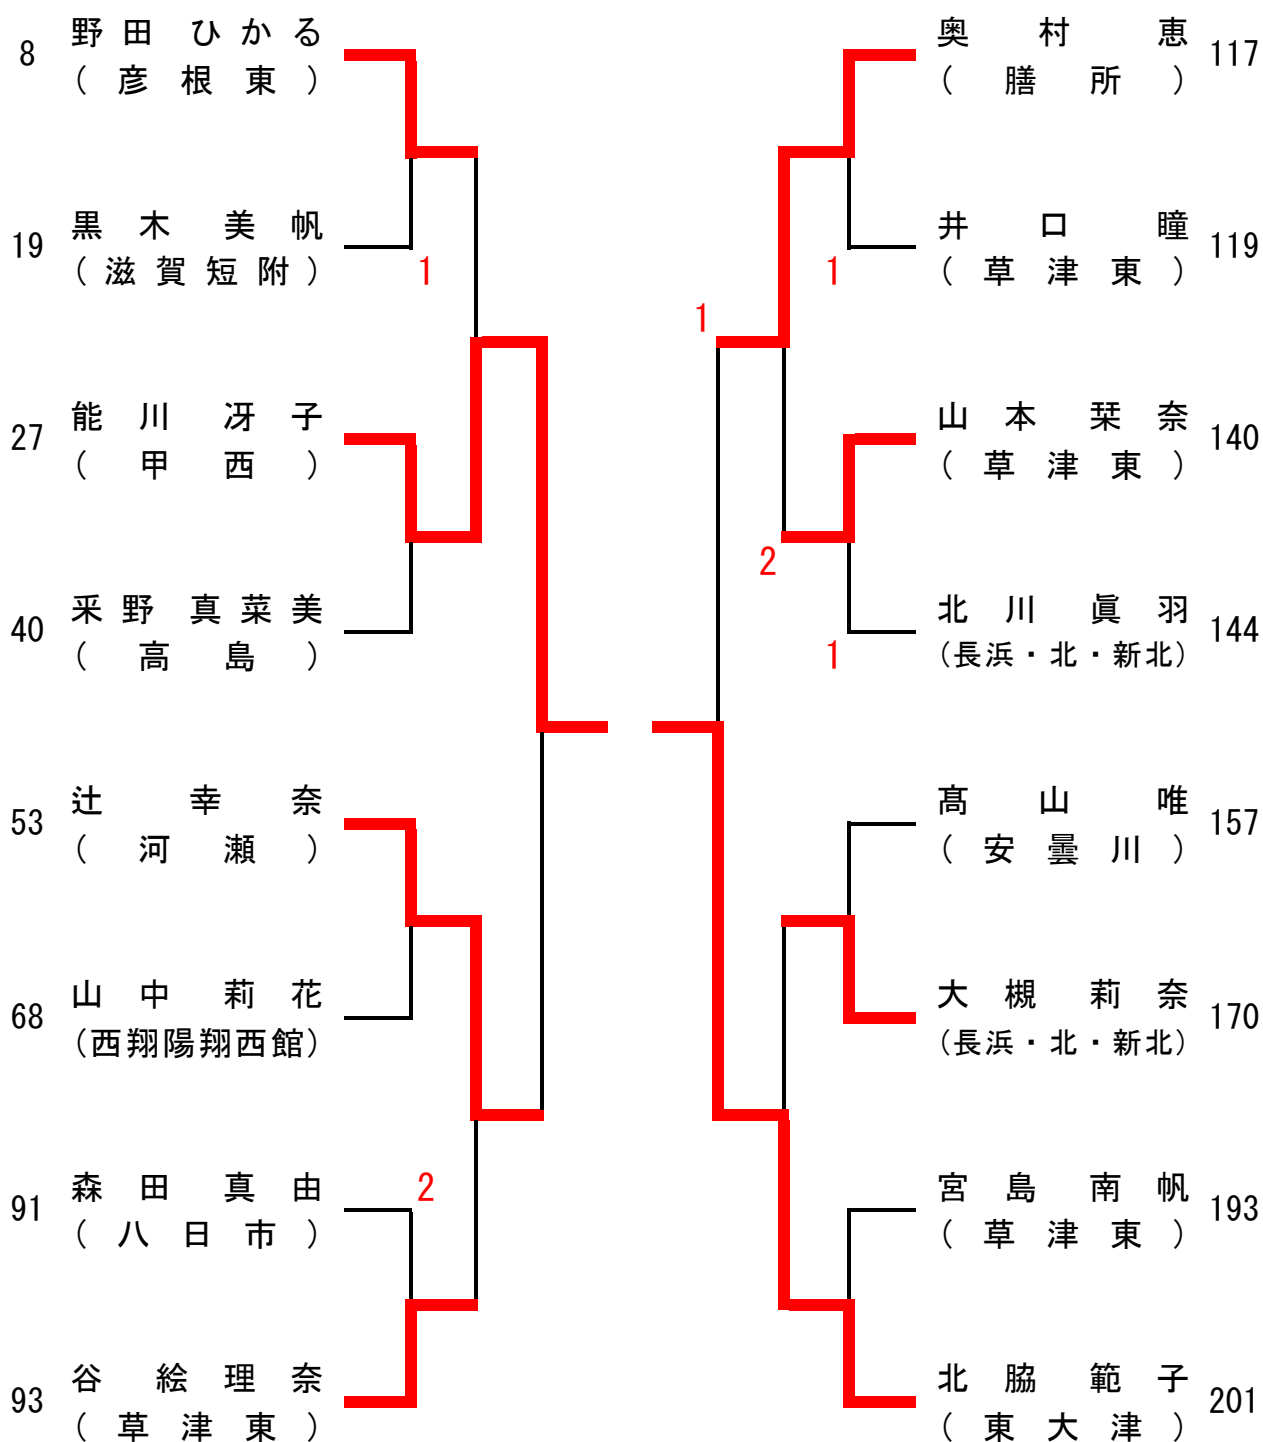 8 野田 ひかる
(彦根東)
19 黒木 美帆
(滋賀短附)
1
27 能川 冴子
(甲西)
40 釆野 真菜美
(高島)
53 辻 幸奈
(河瀬)
68 山中 莉花
(西翔陽翔西館)
91 森田 真由
(八日市)
2
93 谷 絵理奈
(草津東)
奥村 恵 117
(膳所)
井口 瞳 119
(草津東)
1
1
山本 栞奈 140
(草津東)
2
北川 眞羽 144
(長浜・北・新北)
1
髙山 唯 157
(安曇川)
大槻 莉奈 170
(長浜・北・新北)
宮島 南帆 193
(草津東)
北脇 範子 201
(東大津)